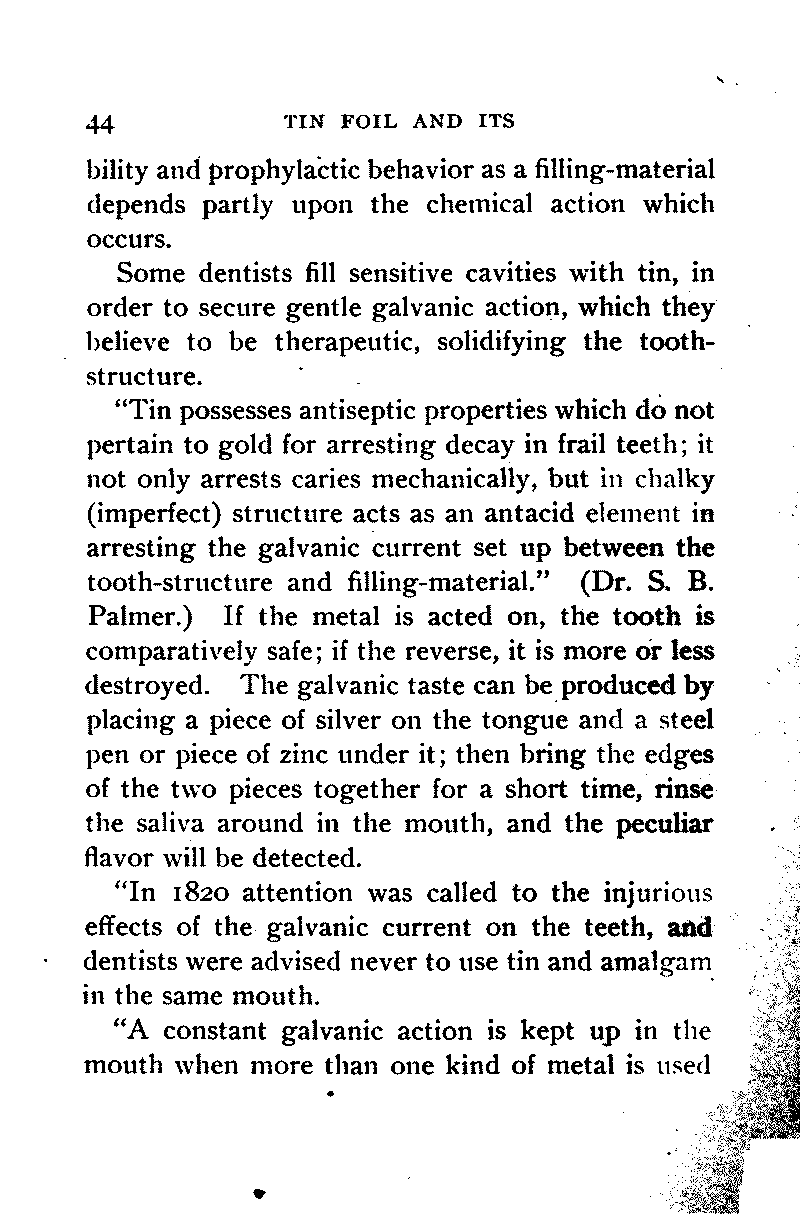 44 TIN FOIL AND ITS
bility and prophylactic behavior as a filling-material
depends partly upon the chemical action which
occurs.
Some dentists fill sensitive cavities with tin, in
order to secure gentle galvanic action, which they
believe to be therapeutic, solidifying the tooth-
structure.
“Tin possesses antiseptic properties which do not
pertain to gold for arresting decay in frail teeth; it
not only arrests caries mechanically, but in chalky
(imperfect) structure acts as an antacid element in
arresting the galvanic current set up between the
tooth-structure and filling-material.” (Dr. S. B.
Palmer.) If the metal is acted on, the tooth is
comparatively safe; if the reverse, it is more or less
destroyed. The galvanic taste can be produced by
placing a piece of silver on the tongue and a steel
pen or piece of zinc under it; then bring the edges
of the two pieces together for a short time, rinse
the saliva around in the mouth, and the peculiar
flavor will be detected.
“In 1820 attention was called to the injurious
effects of the galvanic current on the teeth, and
dentists were advised never to use tin and amalgam
in the same mouth.
“A constant galvanic action is kept up in the
mouth when more than one kind of metal is used